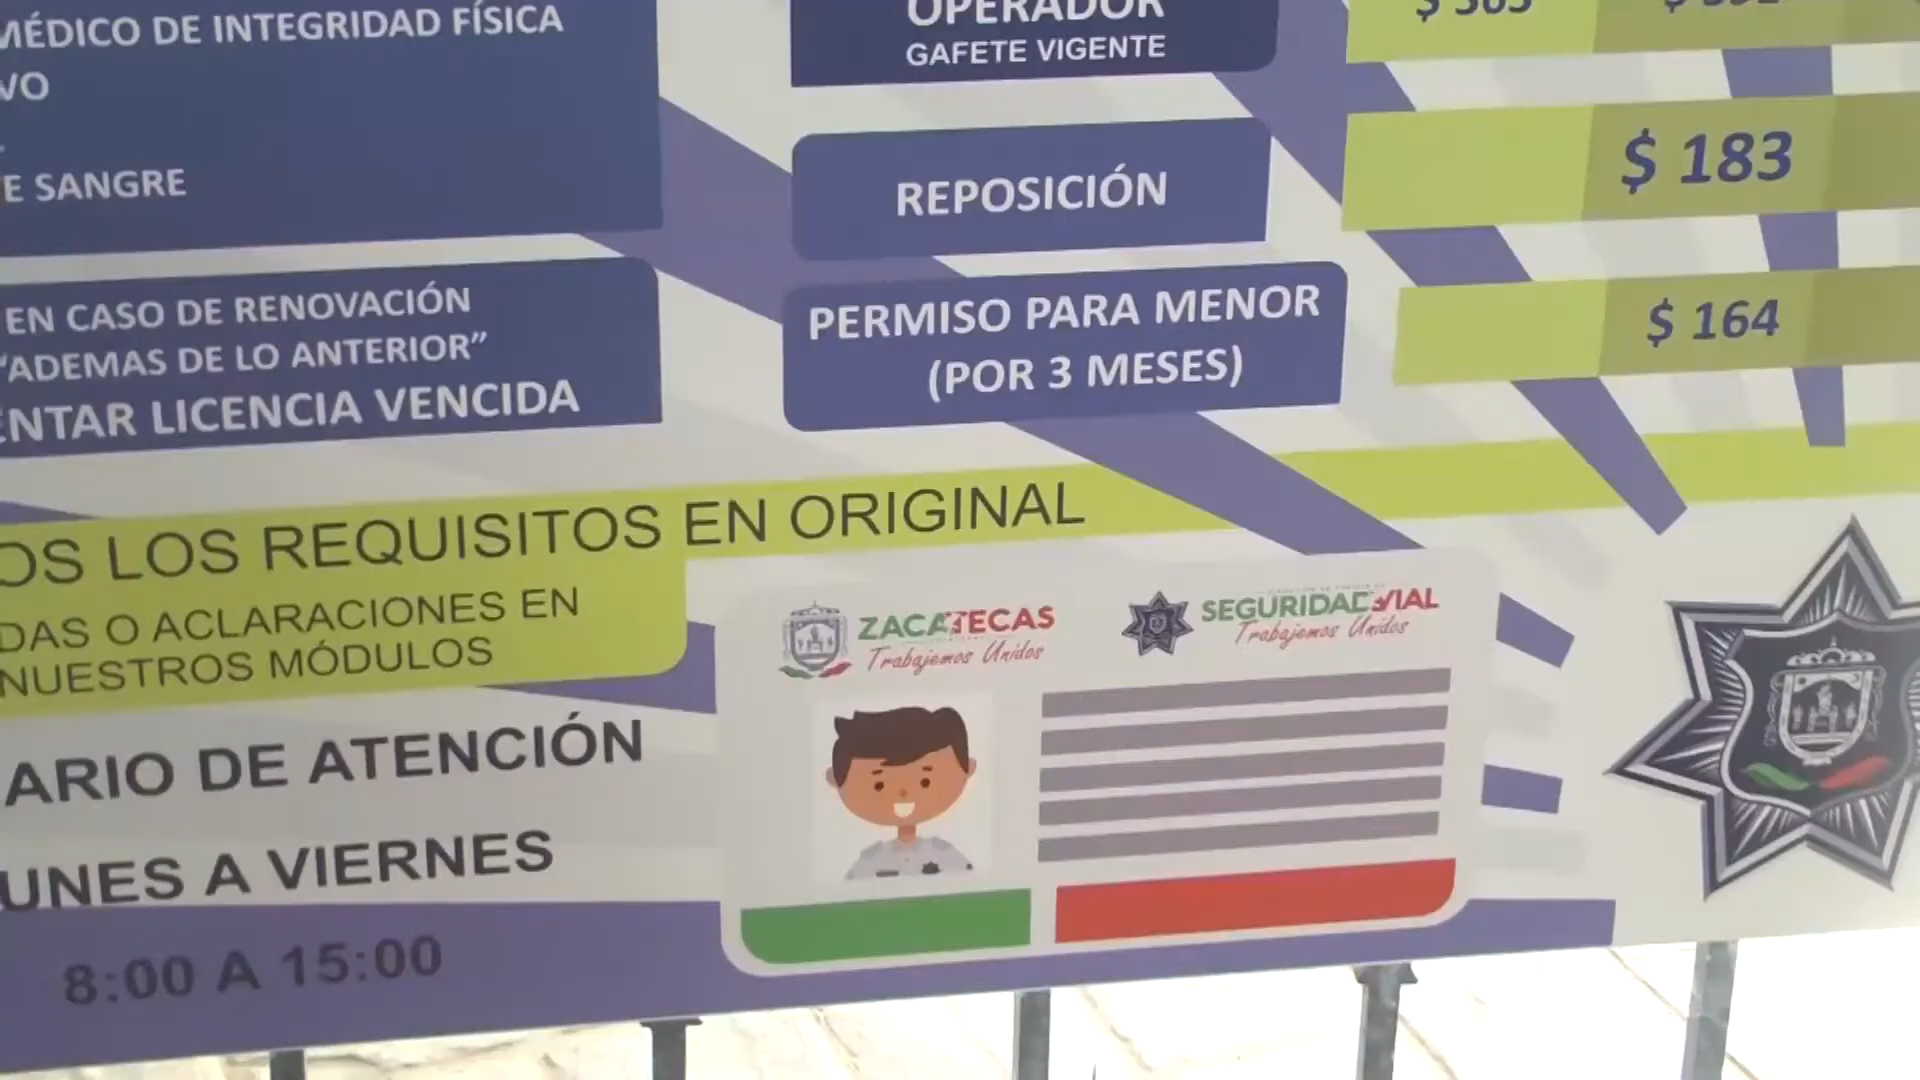 MÉDICO DE INTEGRIDAD FÍSICA
VO
E SANGRE
EN CASO DE RENOVACIÓN
"ADEMAS DE LO ANTERIOR"
ENTAR LICENCIA VENCIDA
OPERADOR
GAFETE VIGENTE
REPOSICIÓN
$ 183
PERMISO PARA MENOR
(POR 3 MESES)
$ 164
OS LOS REQUISITOS EN ORIGINAL
DAS O ACLARACIONES EN
NUESTROS MÓDULOS
ARIO DE ATENCIÓN
UNES A VIERNES
8:00 A 15:00
ZACATECAS
Trabajemos Unidos
SEGURIDAD VIAL
Trabajemos Unidos